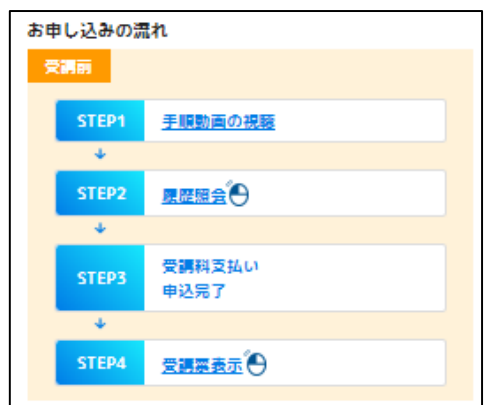 お申し込みの流れ
受講前
STEP1
手順動画の視聴
STEP2
履歴照会
STEP3
受講料支払い
申込完了
STEP4
受講票表示